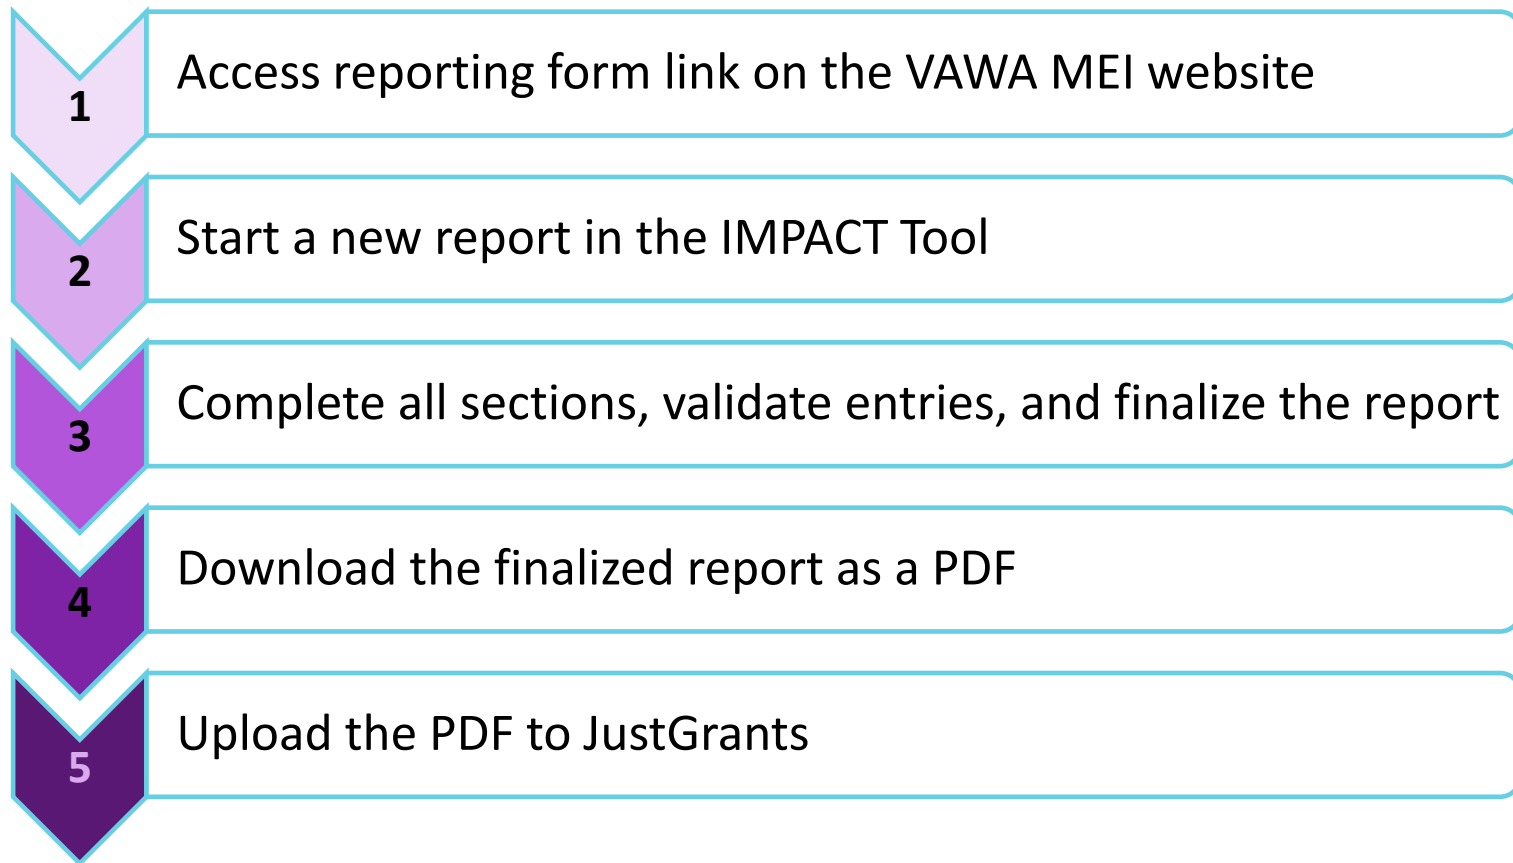 1
Access reporting form link on the VAWA MEI website
2
Start a new report in the IMPACT Tool
3
Complete all sections, validate entries, and finalize the report
4
Download the finalized report as a PDF
5
Upload the PDF to JustGrants